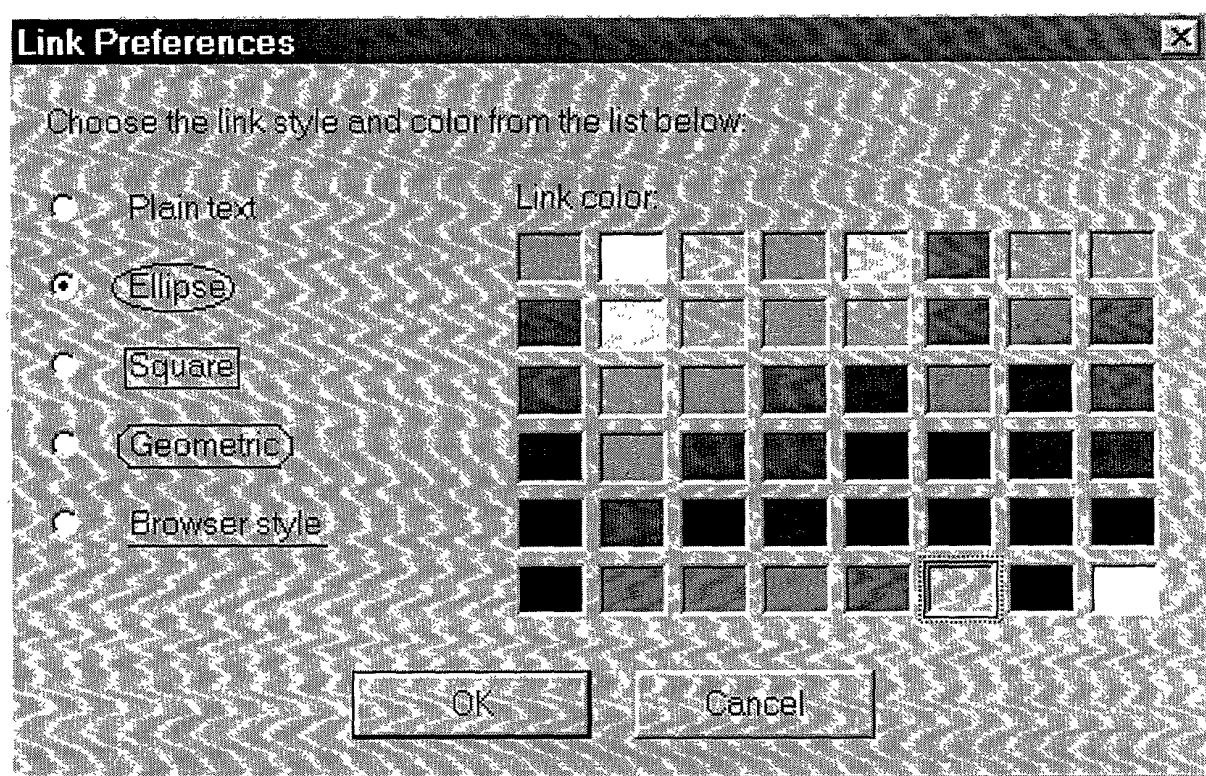 Link Preferences
Choose the link style and color from the list below:
Plain text
Link color:
Ellipse
Square
Geometric
Browser style
OK
Cancel